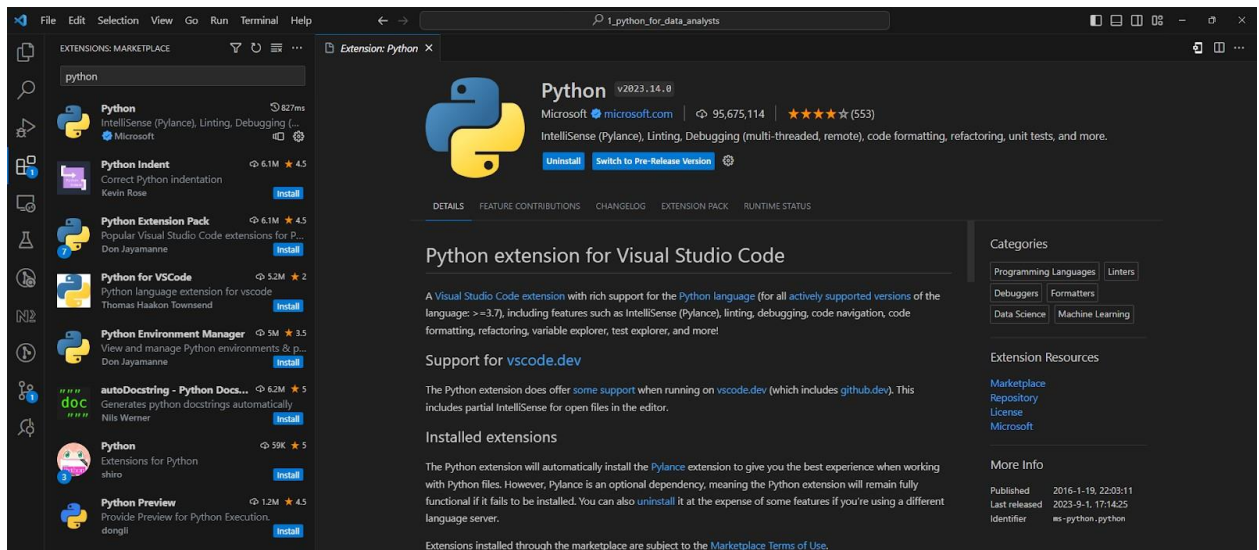 File Edit Selection View Go Run Terminal Help
1_python_for_data_analysts
EXTENSIONS: MARKETPLACE
python
Python 827ms
IntelliSense (Pylance), Linting, Debugging (...
Microsoft
Python Indent 6.1M 4.5
Correct Python indentation
Kevin Rose Install
Python Extension Pack 6.1M 4.5
Popular Visual Studio Code extensions for P...
Don Jayamanne Install
7
Python for VSCode 5.2M 2
Python language extension for vscode
Thomas Haakon Townsend Install
Python Environment Manager 5M 3.5
View and manage Python environments & p...
Don Jayamanne Install
autoDocstring - Python Docs... 6.2M 5
Generates python docstrings automatically
Nils Werner Install
""" doc """
Python 59K 5
Extensions for Python
shiro Install
3
Python Preview 1.2M 4.5
Provide Preview for Python Execution.
dongli Install
Extension: Python
Python v2023.14.0
Microsoft microsoft.com | 95,675,114 | (553)
IntelliSense (Pylance), Linting, Debugging (multi-threaded, remote), code formatting, refactoring, unit tests, and more.
Uninstall Switch to Pre-Release Version
DETAILS FEATURE CONTRIBUTIONS CHANGELOG EXTENSION PACK RUNTIME STATUS
Python extension for Visual Studio Code
A Visual Studio Code extension with rich support for the Python language (for all actively supported versions of the
language: >=3.7), including features such as IntelliSense (Pylance), linting, debugging, code navigation, code
formatting, refactoring, variable explorer, test explorer, and more!
Support for vscode.dev
The Python extension does offer some support when running on vscode.dev (which includes github.dev). This
includes partial IntelliSense for open files in the editor.
Installed extensions
The Python extension will automatically install the Pylance extension to give you the best experience when working
with Python files. However, Pylance is an optional dependency, meaning the Python extension will remain fully
functional if it fails to be installed. You can also uninstall it at the expense of some features if you're using a different
language server.
Extensions installed through the marketplace are subject to the Marketplace Terms of Use.
Categories
Programming Languages Linters
Debuggers Formatters
Data Science Machine Learning
Extension Resources
Marketplace
Repository
License
Microsoft
More Info
Published 2016-1-19, 22:03:11
Last released 2023-9-1, 17:14:25
Identifier ms-python.python